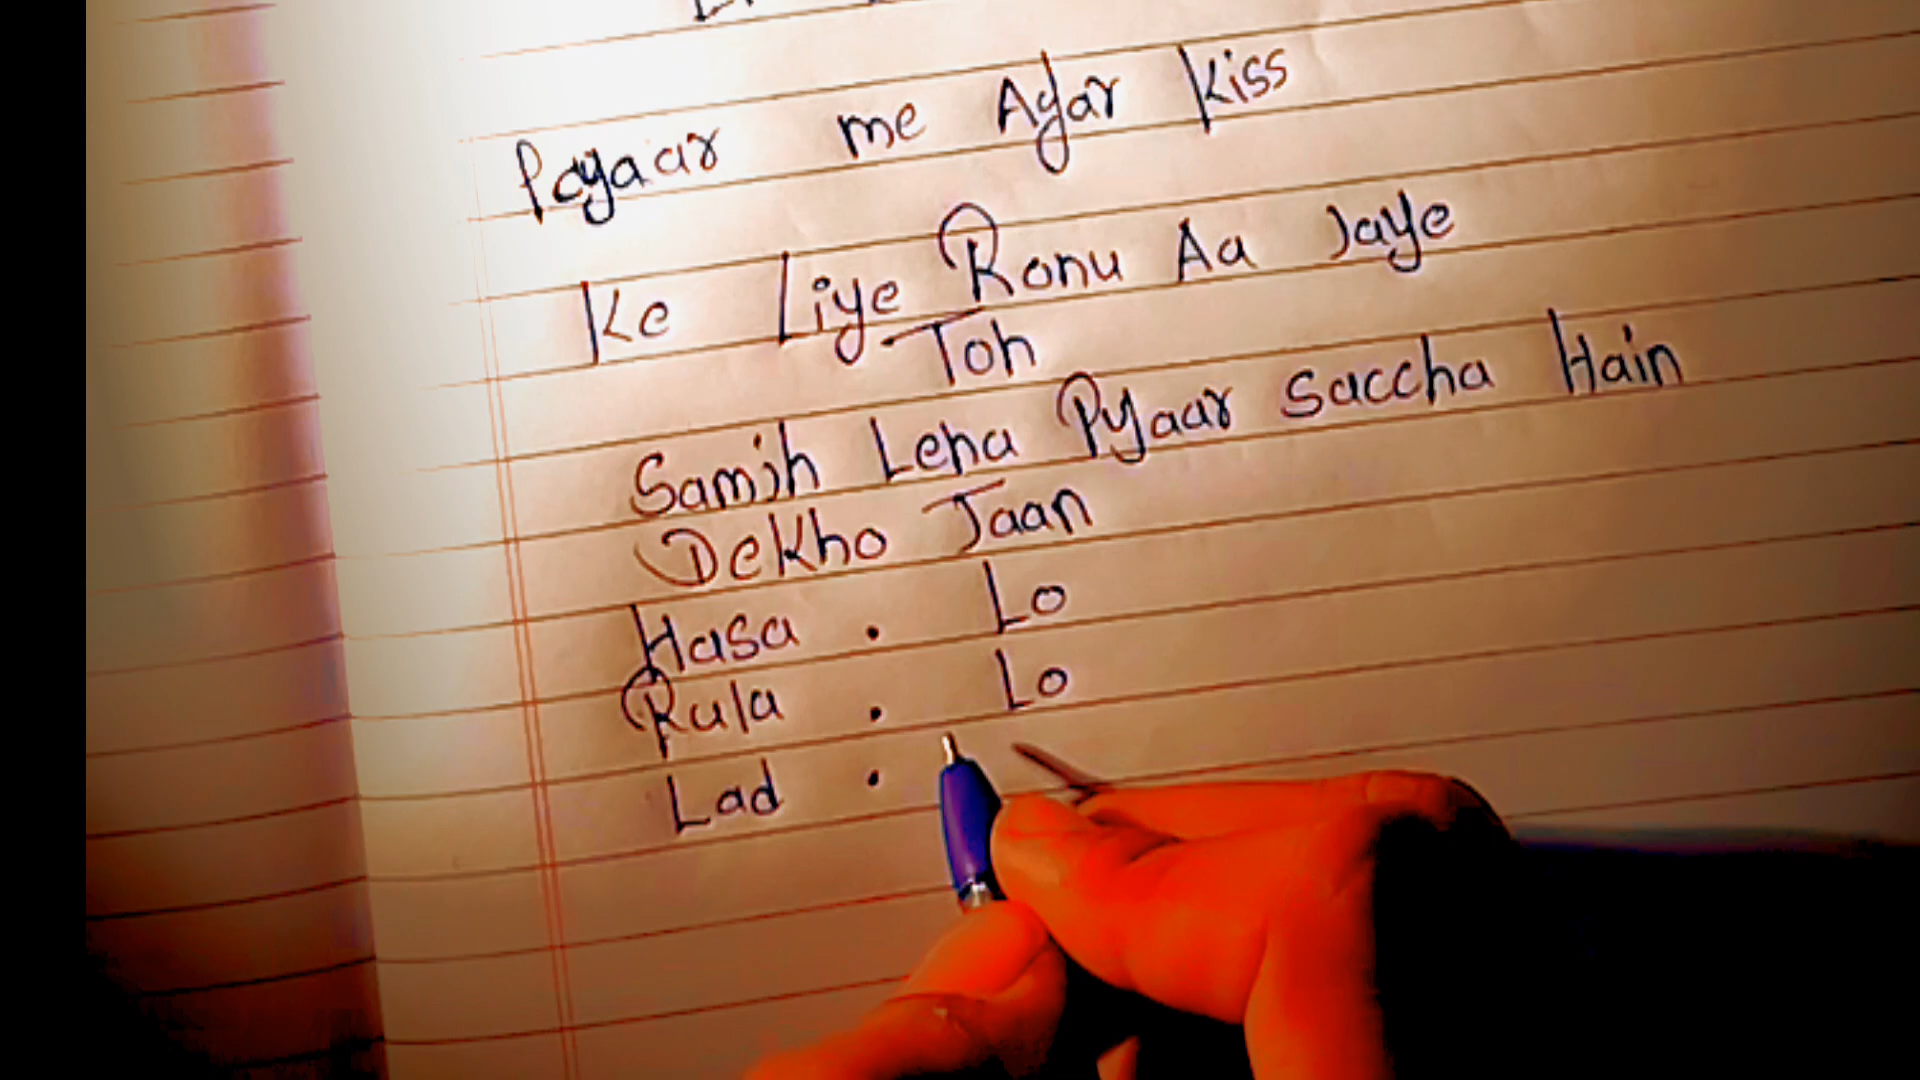 Payaar me Agar Kiss
Ke Liye Ronu Aa Jaye
Toh
Samjh Lena Pyaar Saccha Hain
Dekho Jaan
Hasa . Lo
Rula . Lo
Lad .